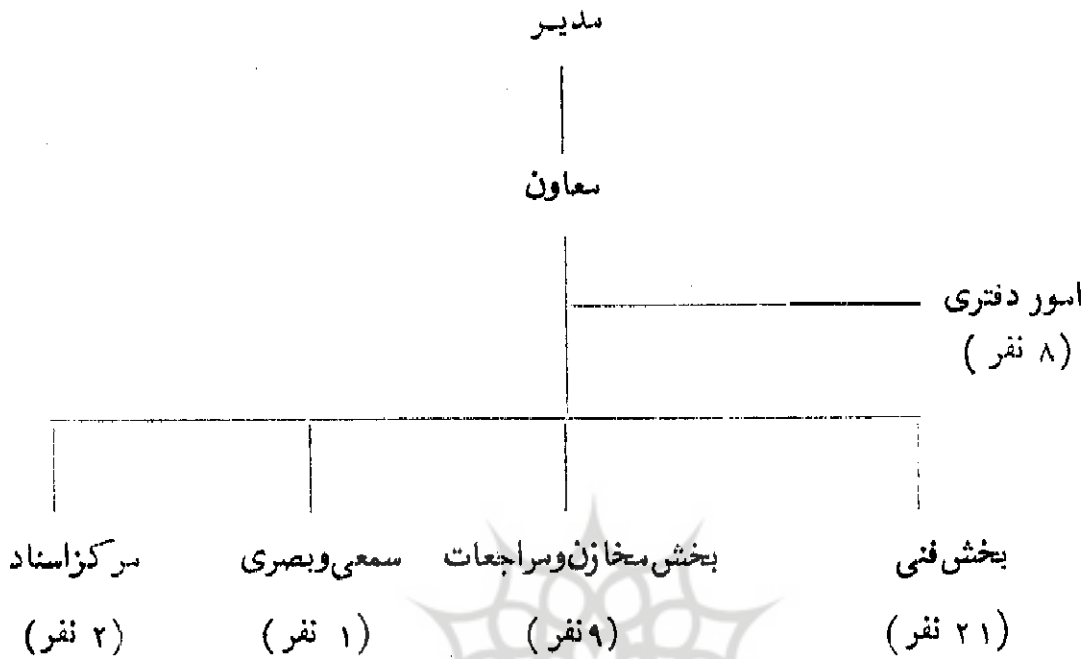 مدیر
معاون
امور دفتری
(۸ نفر)
بخش فنی بخش مخازن و مراجعات سمعی و بصری مرکز اسناد
(۲۱ نفر) (۹ نفر) (۱ نفر) (۲ نفر)